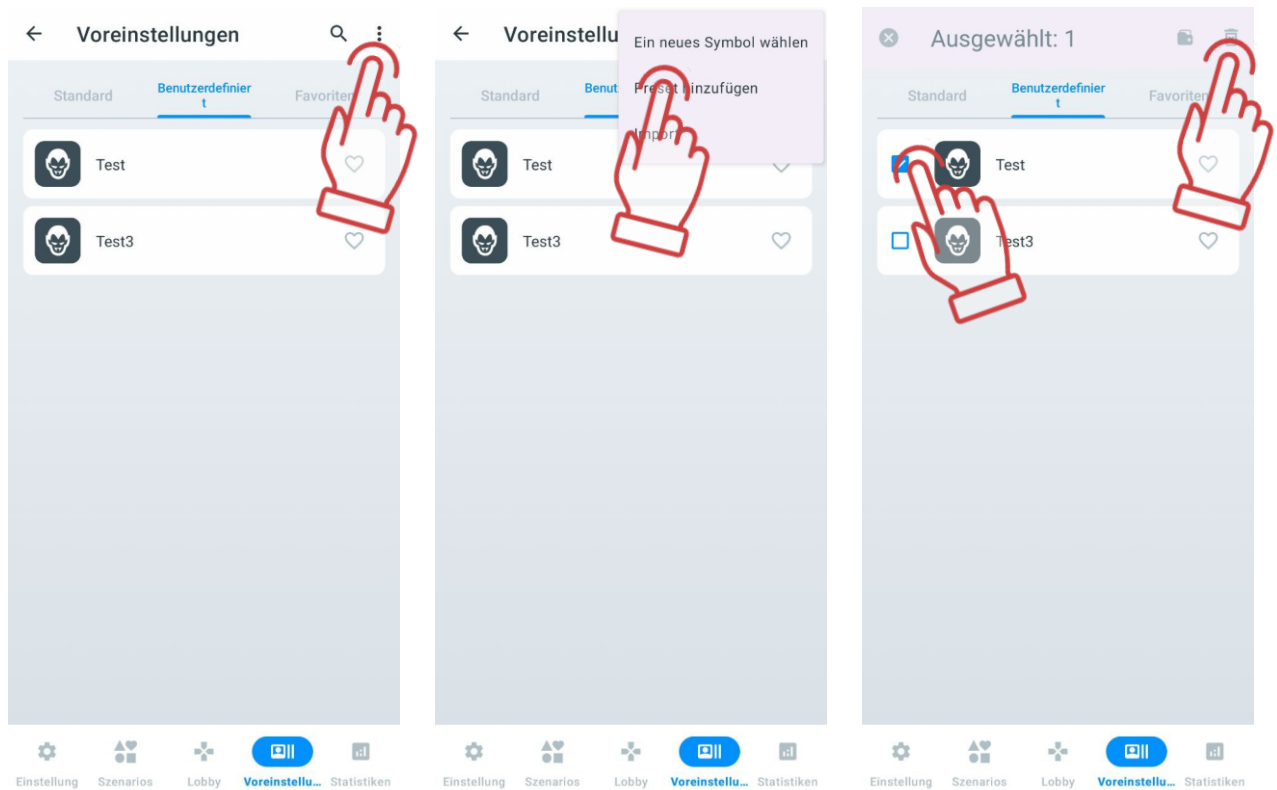 Voreinstellungen
Standard
Benutzerdefinier
t
Favoriten
Test
Test3
Einstellung
Szenarios
Lobby
Voreinstellu...
Statistiken
Voreinstellu
Ein neues Symbol wählen
Preset hinzufügen
Import
Standard
Benut
Test
Test3
Einstellung
Szenarios
Lobby
Voreinstellu...
Statistiken
Ausgewählt: 1
Standard
Benutzerdefinier
t
Favoriten
Test
Test3
Einstellung
Szenarios
Lobby
Voreinstellu...
Statistiken